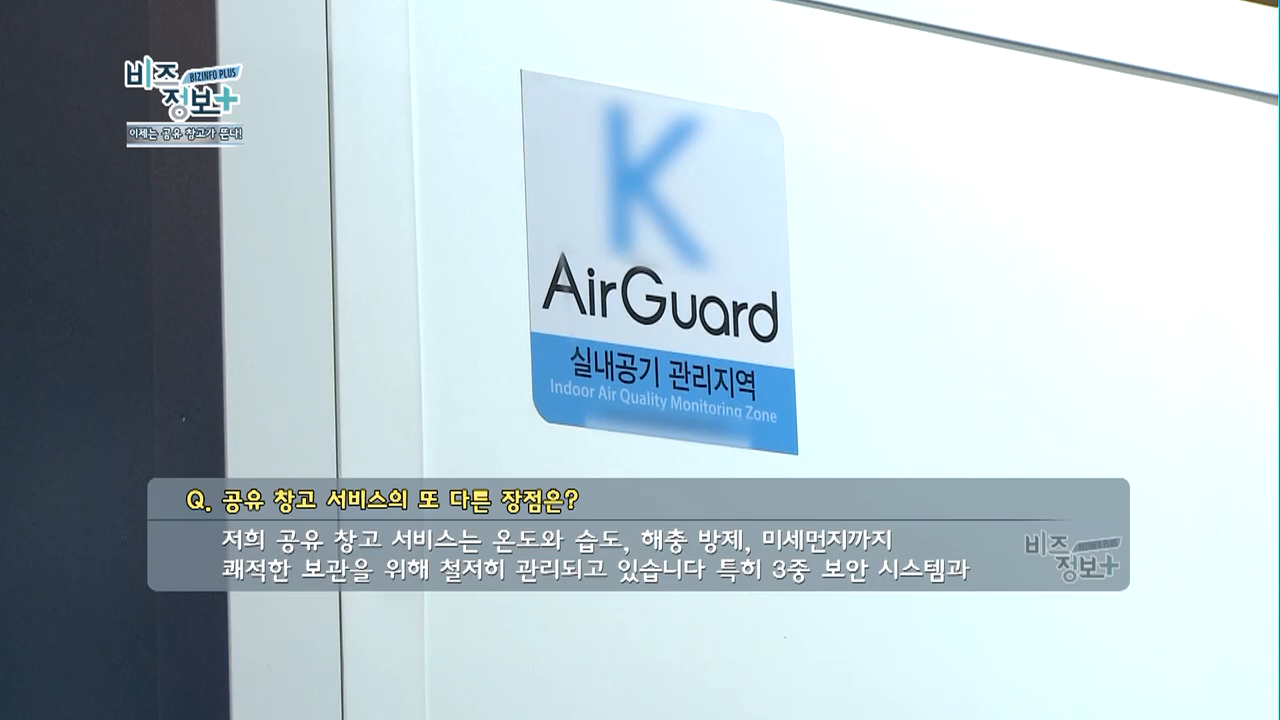 비즈
BIZINFO PLUS
정보+
이제는 공유 창고가 뜬다!
K
AirGuard
실내공기 관리지역
Indoor Air Quality Monitoring Zone
Q. 공유 창고 서비스의 또 다른 장점은?
저희 공유 창고 서비스는 온도와 습도, 해충 방제, 미세먼지까지
쾌적한 보관을 위해 철저히 관리되고 있습니다 특히 3중 보안 시스템과
비즈
BIZINFO PLUS
정보+